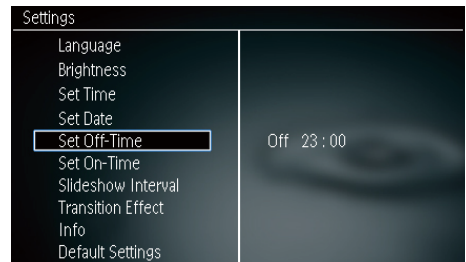 Settings
Language
Brightness
Set Time
Set Date
Set Off-Time
Off 23:00
Set On-Time
Slideshow Interval
Transition Effect
Info
Default Settings